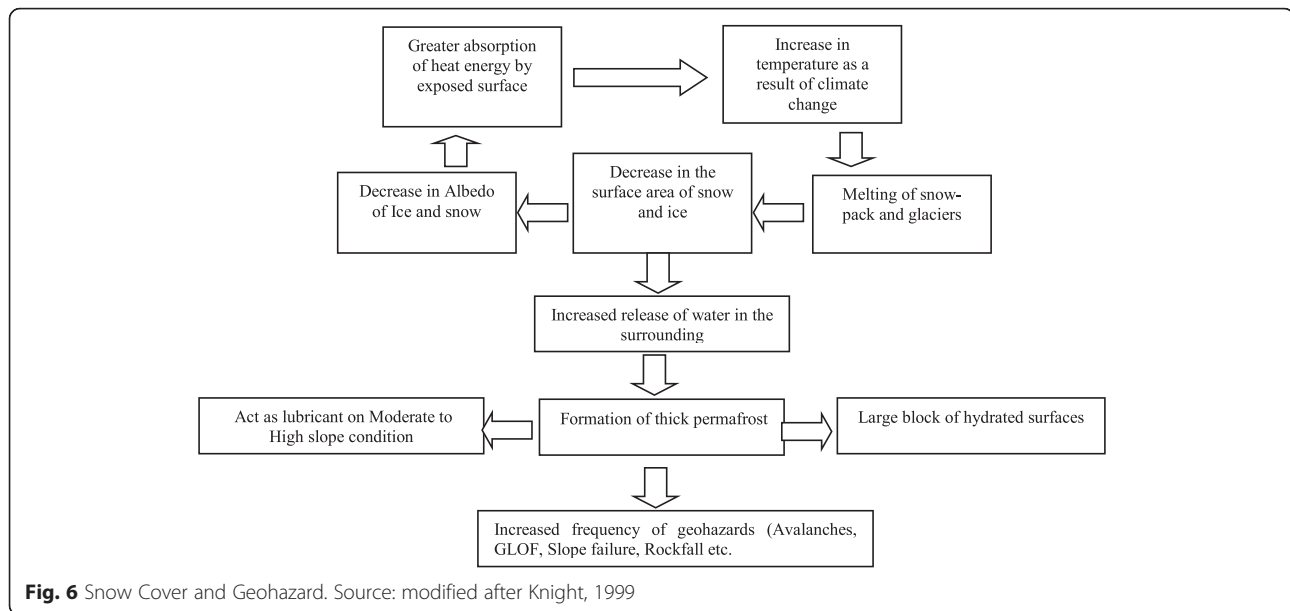 Greater absorption
of heat energy by
exposed surface
Increase in
temperature as a
result of climate
change
Decrease in Albedo
of Ice and snow
Decrease in the
surface area of snow
and ice
Melting of snow-
pack and glaciers
Increased release of water in the
surrounding
Act as lubricant on Moderate to
High slope condition
Formation of thick permafrost
Large block of hydrated surfaces
Increased frequency of geohazards (Avalanches,
GLOF, Slope failure, Rockfall etc.
Fig. 6 Snow Cover and Geohazard. Source: modified after Knight, 1999